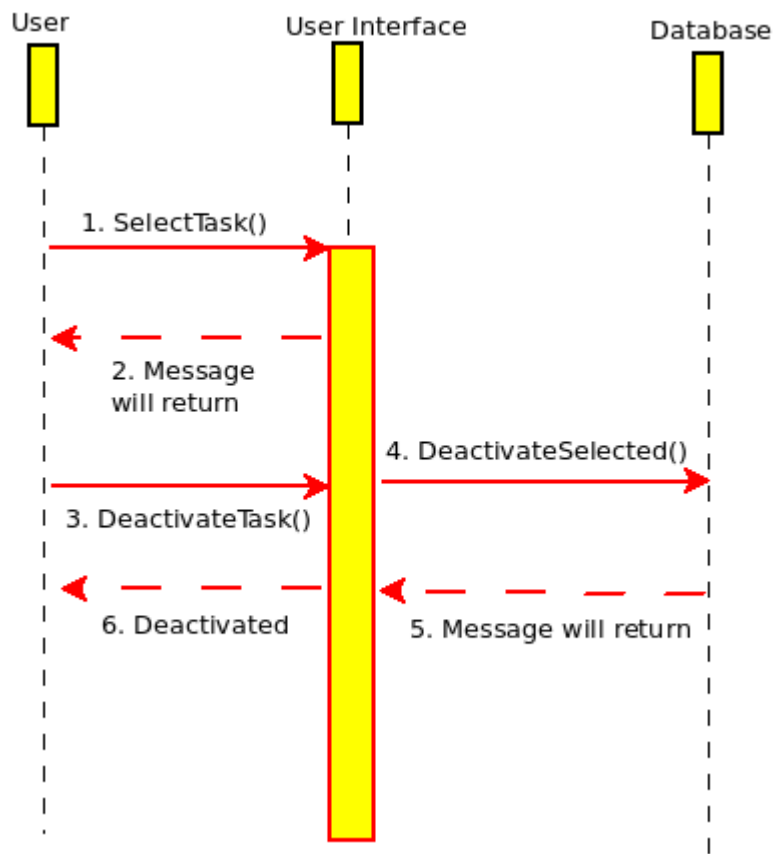 User
User Interface
Database
1. SelectTask()
2. Message
will return
4. DeactivateSelected()
3. DeactivateTask()
6. Deactivated
5. Message will return